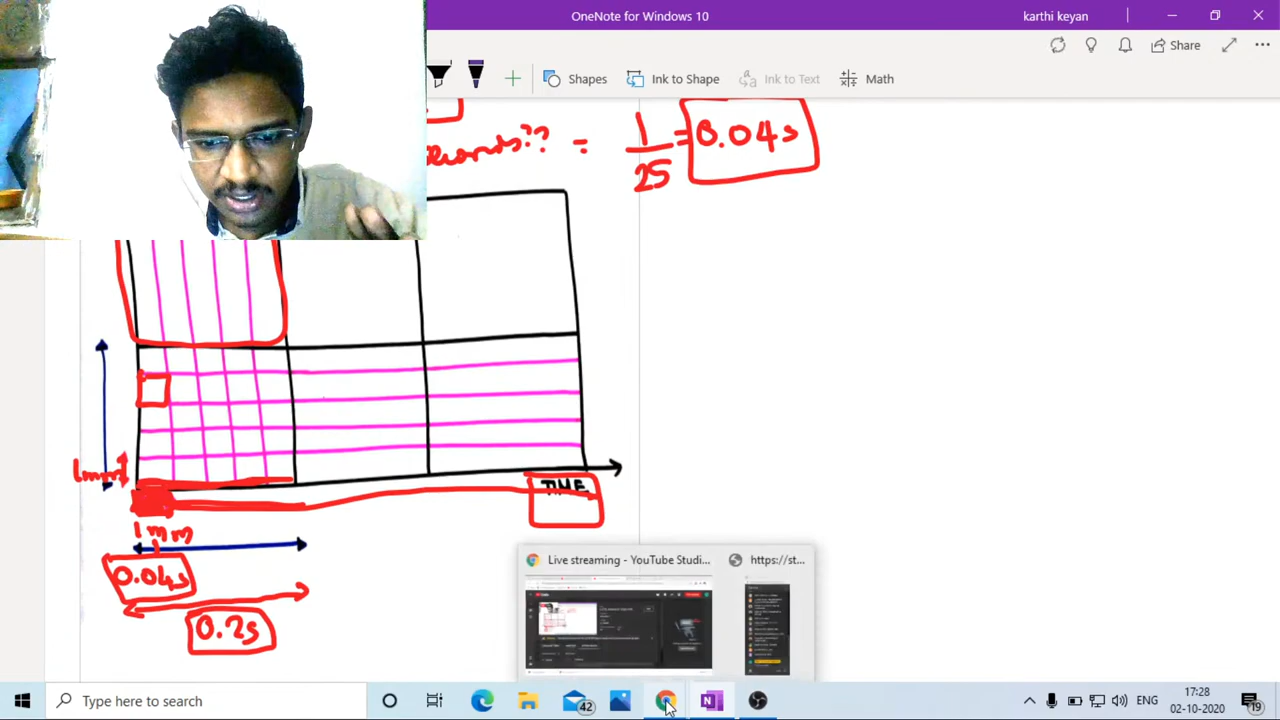 OneNote for Windows 10
karthi keyan
Share
Shapes
Ink to Shape
Ink to Text
Math
?? = 1/25 = 0.04s
1mm
TIME
1mm
0.04s
0.2s
Live streaming - YouTube Studi...
https://st...
Type here to search
42
17:28
02-10-2020
19